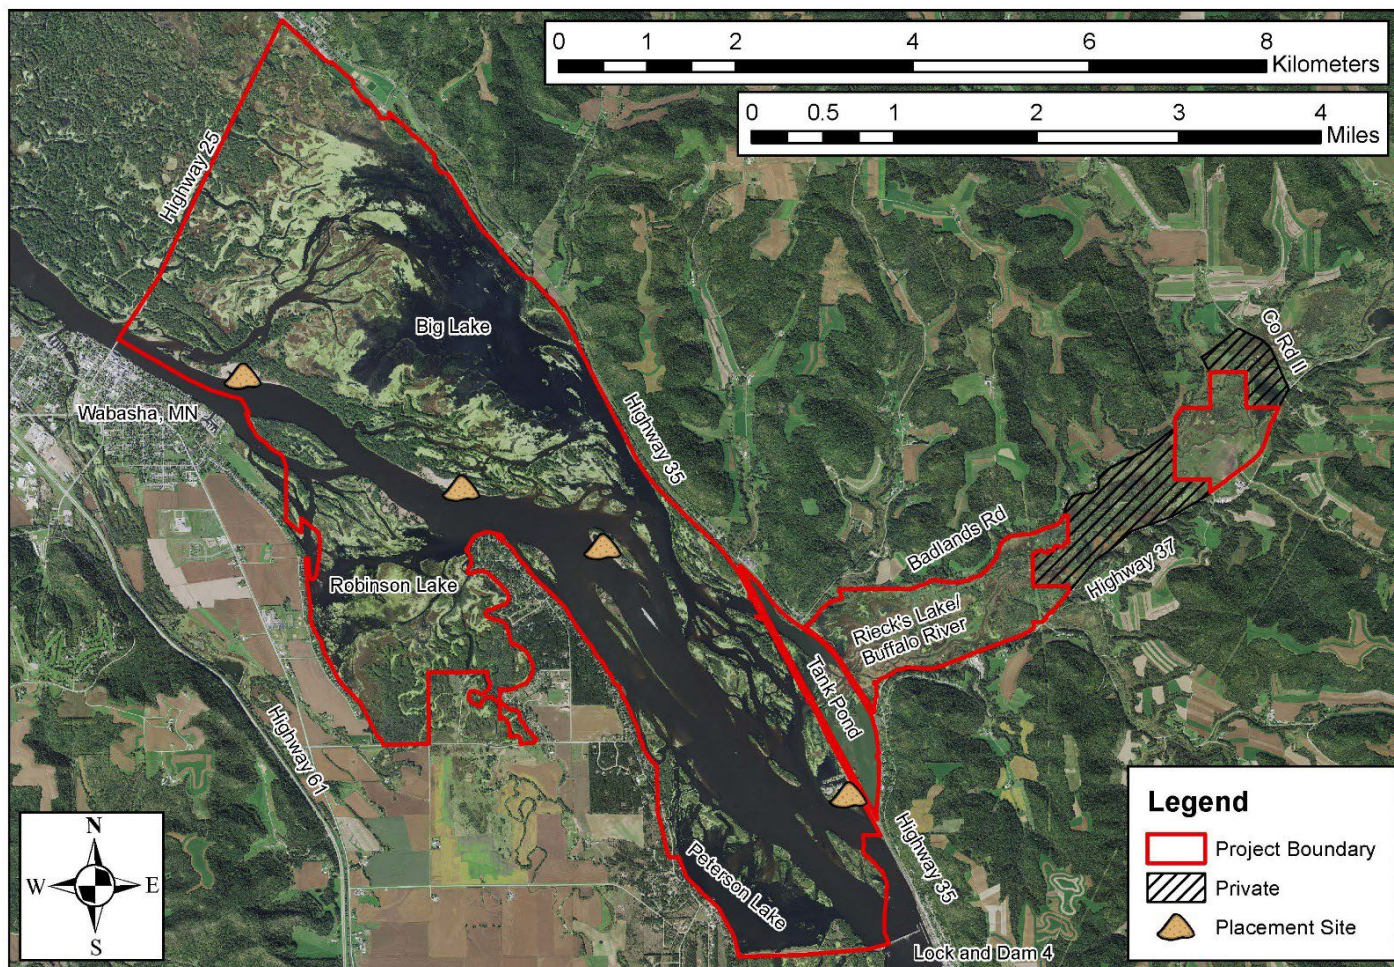 0 1 2 4 6 8
Kilometers
0 0.5 1 2 3 4
Miles
Highway 25
Big Lake
Co Rd II
Wabasha, MN
Highway 35
Badlands Rd
Highway 37
Robinson Lake
Rieck's Lake/
Buffalo River
Tank Pond
Highway 61
Highway 35
Peterson Lake
Lock and Dam 4
N
W E
S
Legend
Project Boundary
Private
Placement Site